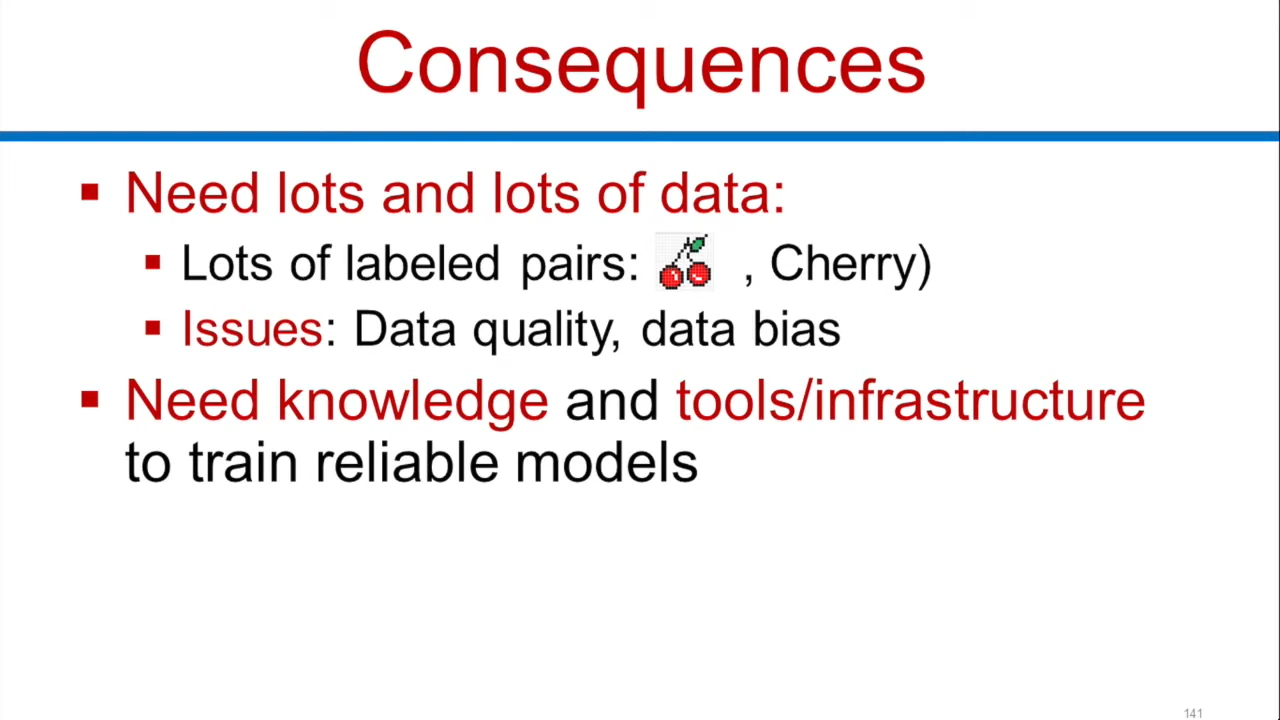 Consequences
Need lots and lots of data:
Lots of labeled pairs: , Cherry)
Issues: Data quality, data bias
Need knowledge and tools/infrastructure
to train reliable models
141